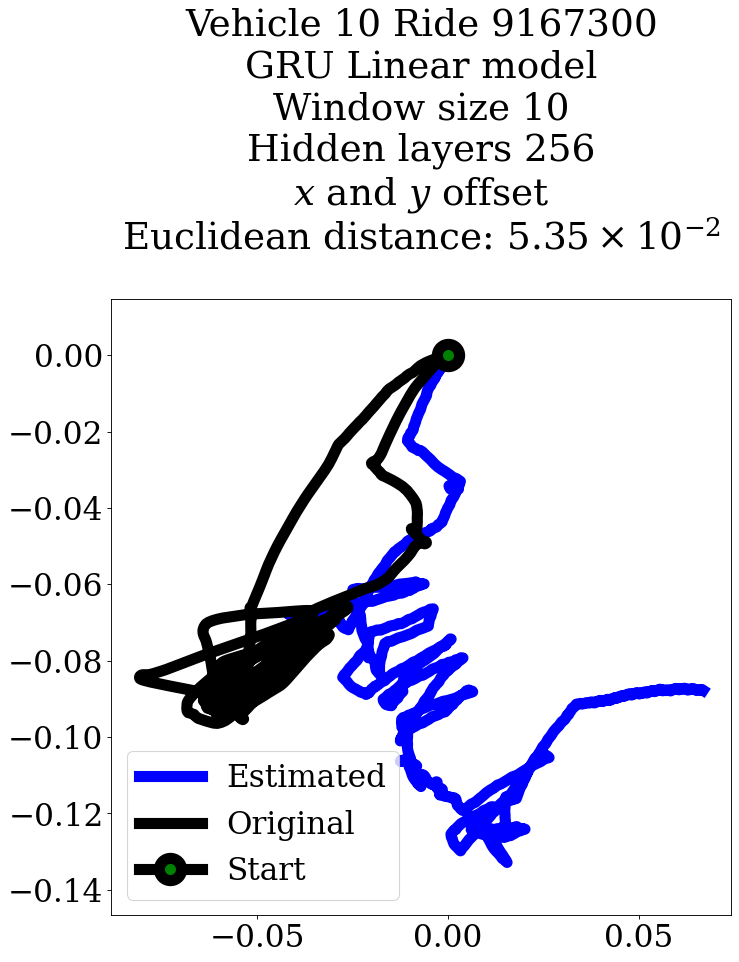 Vehicle 10 Ride 9167300
GRU Linear model
Window size 10
Hidden layers 256
x and y offset
Euclidean distance: 5.35 × 10⁻²
0.00
−0.02
−0.04
−0.06
−0.08
−0.10
−0.12
−0.14
Estimated
Original
Start
−0.05 0.00 0.05